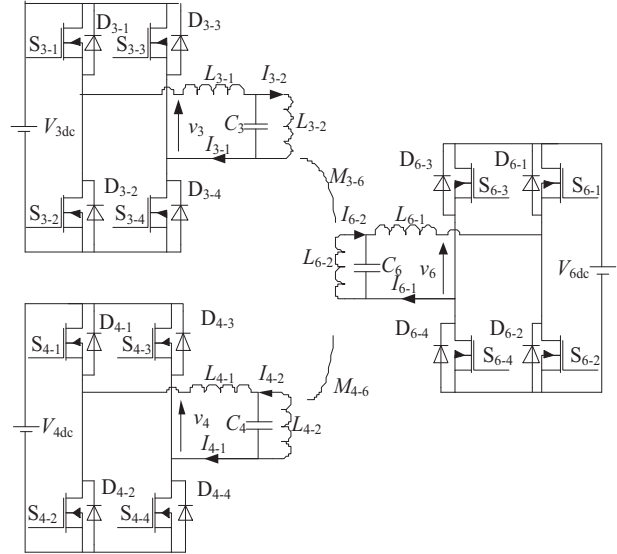 D3-1 D3-3
S3-1 S3-3
L3-1 I3-2
V3dc v3 C3 L3-2
I3-1
D3-2 D3-4
S3-2 S3-4
M3-6
D6-3 D6-1
S6-3 S6-1
I6-2 L6-1
L6-2 C6 v6 V6dc
I6-1
D6-4 D6-2
S6-4 S6-2
D4-1 D4-3
S4-1 S4-3
L4-1 I4-2 M4-6
V4dc v4 C4 L4-2
I4-1
D4-2 D4-4
S4-2 S4-4